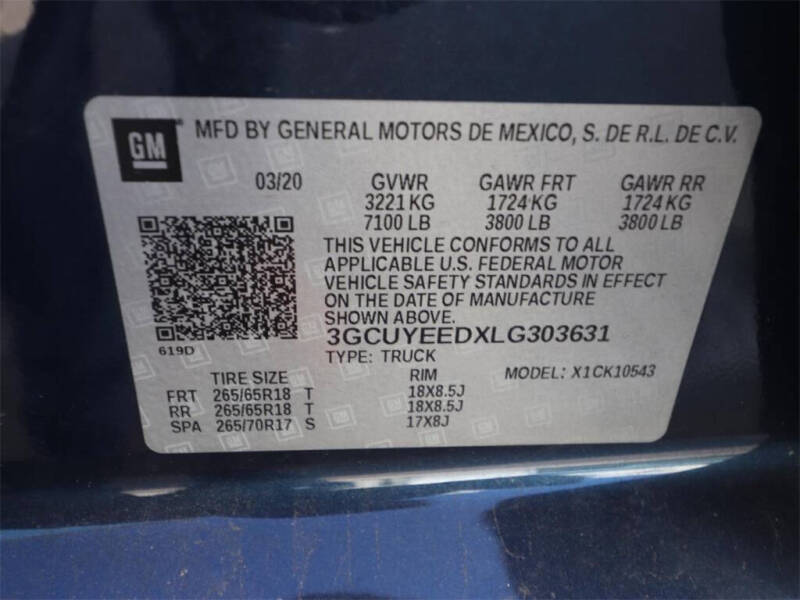 GM
MFD BY GENERAL MOTORS DE MEXICO, S. DE R.L. DE C.V.
03/20 GVWR GAWR FRT GAWR RR
3221 KG 1724 KG 1724 KG
7100 LB 3800 LB 3800 LB
THIS VEHICLE CONFORMS TO ALL
APPLICABLE U.S. FEDERAL MOTOR
VEHICLE SAFETY STANDARDS IN EFFECT
ON THE DATE OF MANUFACTURE
SHOWN ABOVE.
619D
3GCUYEEDXLG303631
TYPE: TRUCK
TIRE SIZE RIM MODEL: X1CK10543
FRT 265/65R18 T 18X8.5J
RR 265/65R18 T 18X8.5J
SPA 265/70R17 S 17X8J